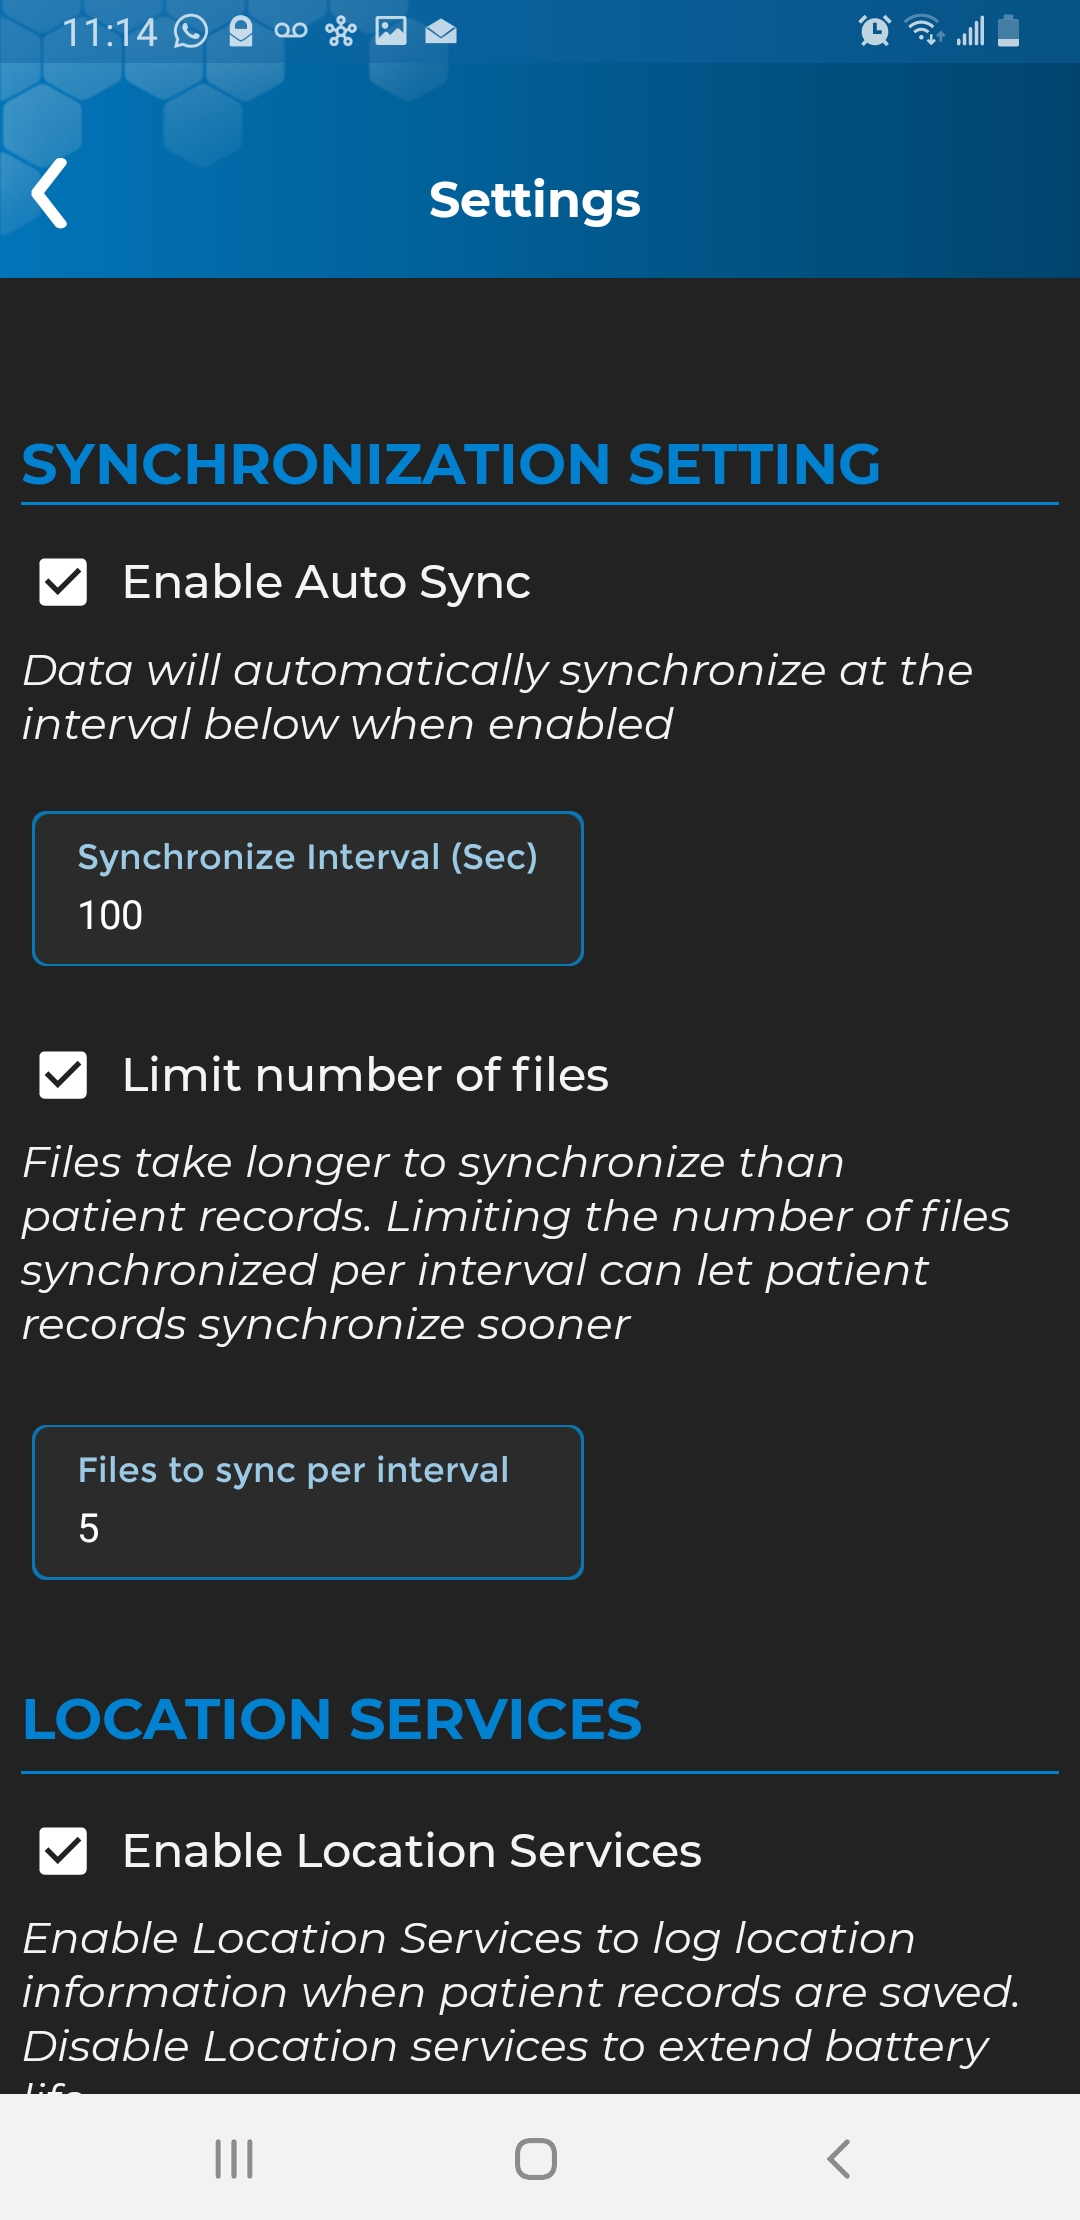 11:14
Settings
SYNCHRONIZATION SETTING
Enable Auto Sync
Data will automatically synchronize at the
interval below when enabled
Synchronize Interval (Sec)
100
Limit number of files
Files take longer to synchronize than
patient records. Limiting the number of files
synchronized per interval can let patient
records synchronize sooner
Files to sync per interval
5
LOCATION SERVICES
Enable Location Services
Enable Location Services to log location
information when patient records are saved.
Disable Location services to extend battery
life